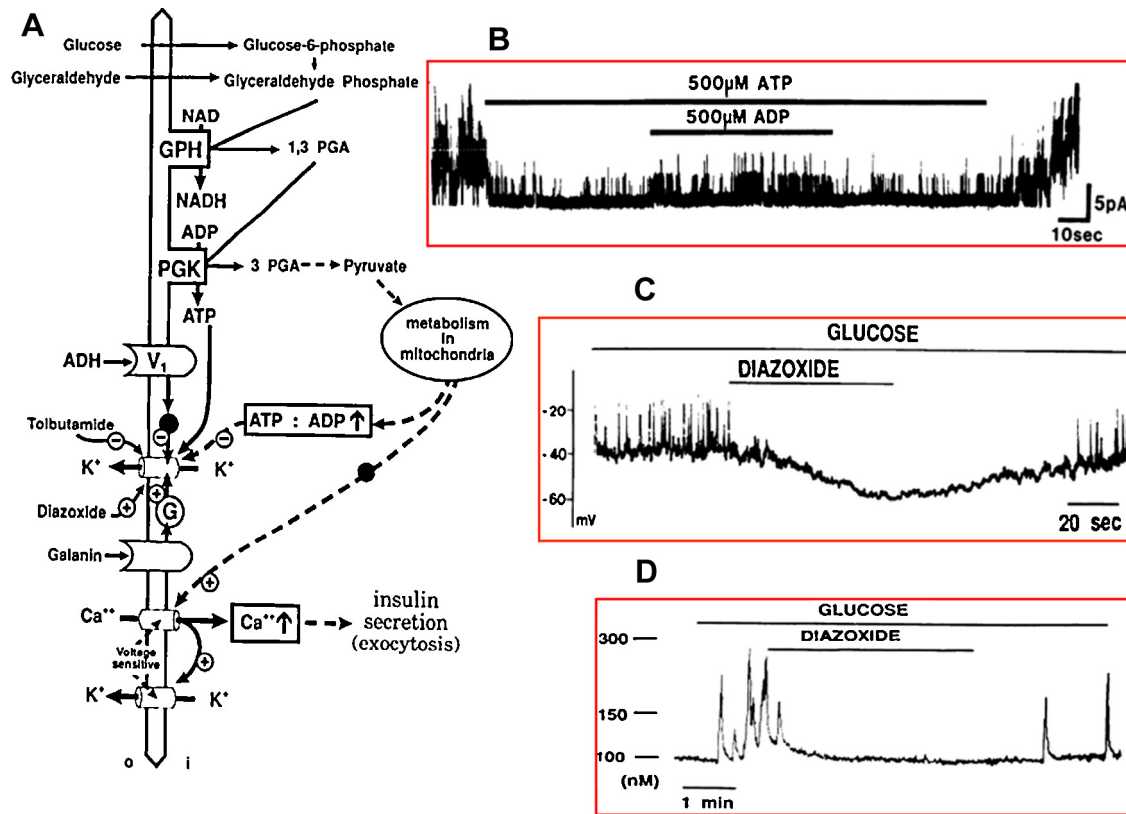 A
Glucose
Glucose-6-phosphate
Glyceraldehyde
Glyceraldehyde Phosphate
NAD
GPH
1,3 PGA
NADH
ADP
PGK
3 PGA
Pyruvate
ATP
metabolism
in
mitochondria
ADH
V1
ATP : ADP ↑
Tolbutamide
−
−
−
K+
K+
+
+
Diazoxide
+
G
Galanin
+
Ca++
Ca++ ↑
insulin
secretion
(exocytosis)
Voltage
sensitive
+
K+
K+
o
i
B
500μM ATP
500μM ADP
5pA
10sec
C
GLUCOSE
DIAZOXIDE
-20
-40
-60
mV
20 sec
D
GLUCOSE
DIAZOXIDE
300
150
100
(nM)
1 min